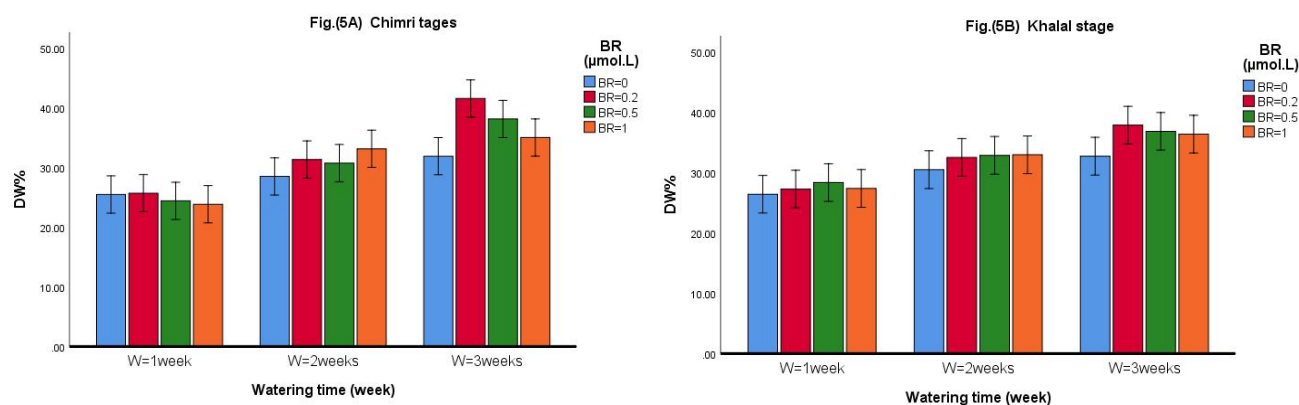 Fig.(5A) Chimri tages
BR
(µmol.L)
BR=0
BR=0.2
BR=0.5
BR=1
50.00
40.00
30.00
20.00
10.00
.00
DW%
W=1week
W=2weeks
W=3weeks
Watering time (week)
Fig.(5B) Khalal stage
BR
(µmol.L)
BR=0
BR=0.2
BR=0.5
BR=1
50.00
40.00
30.00
20.00
10.00
.00
DW%
W=1week
W=2weeks
W=3weeks
Watering time (week)